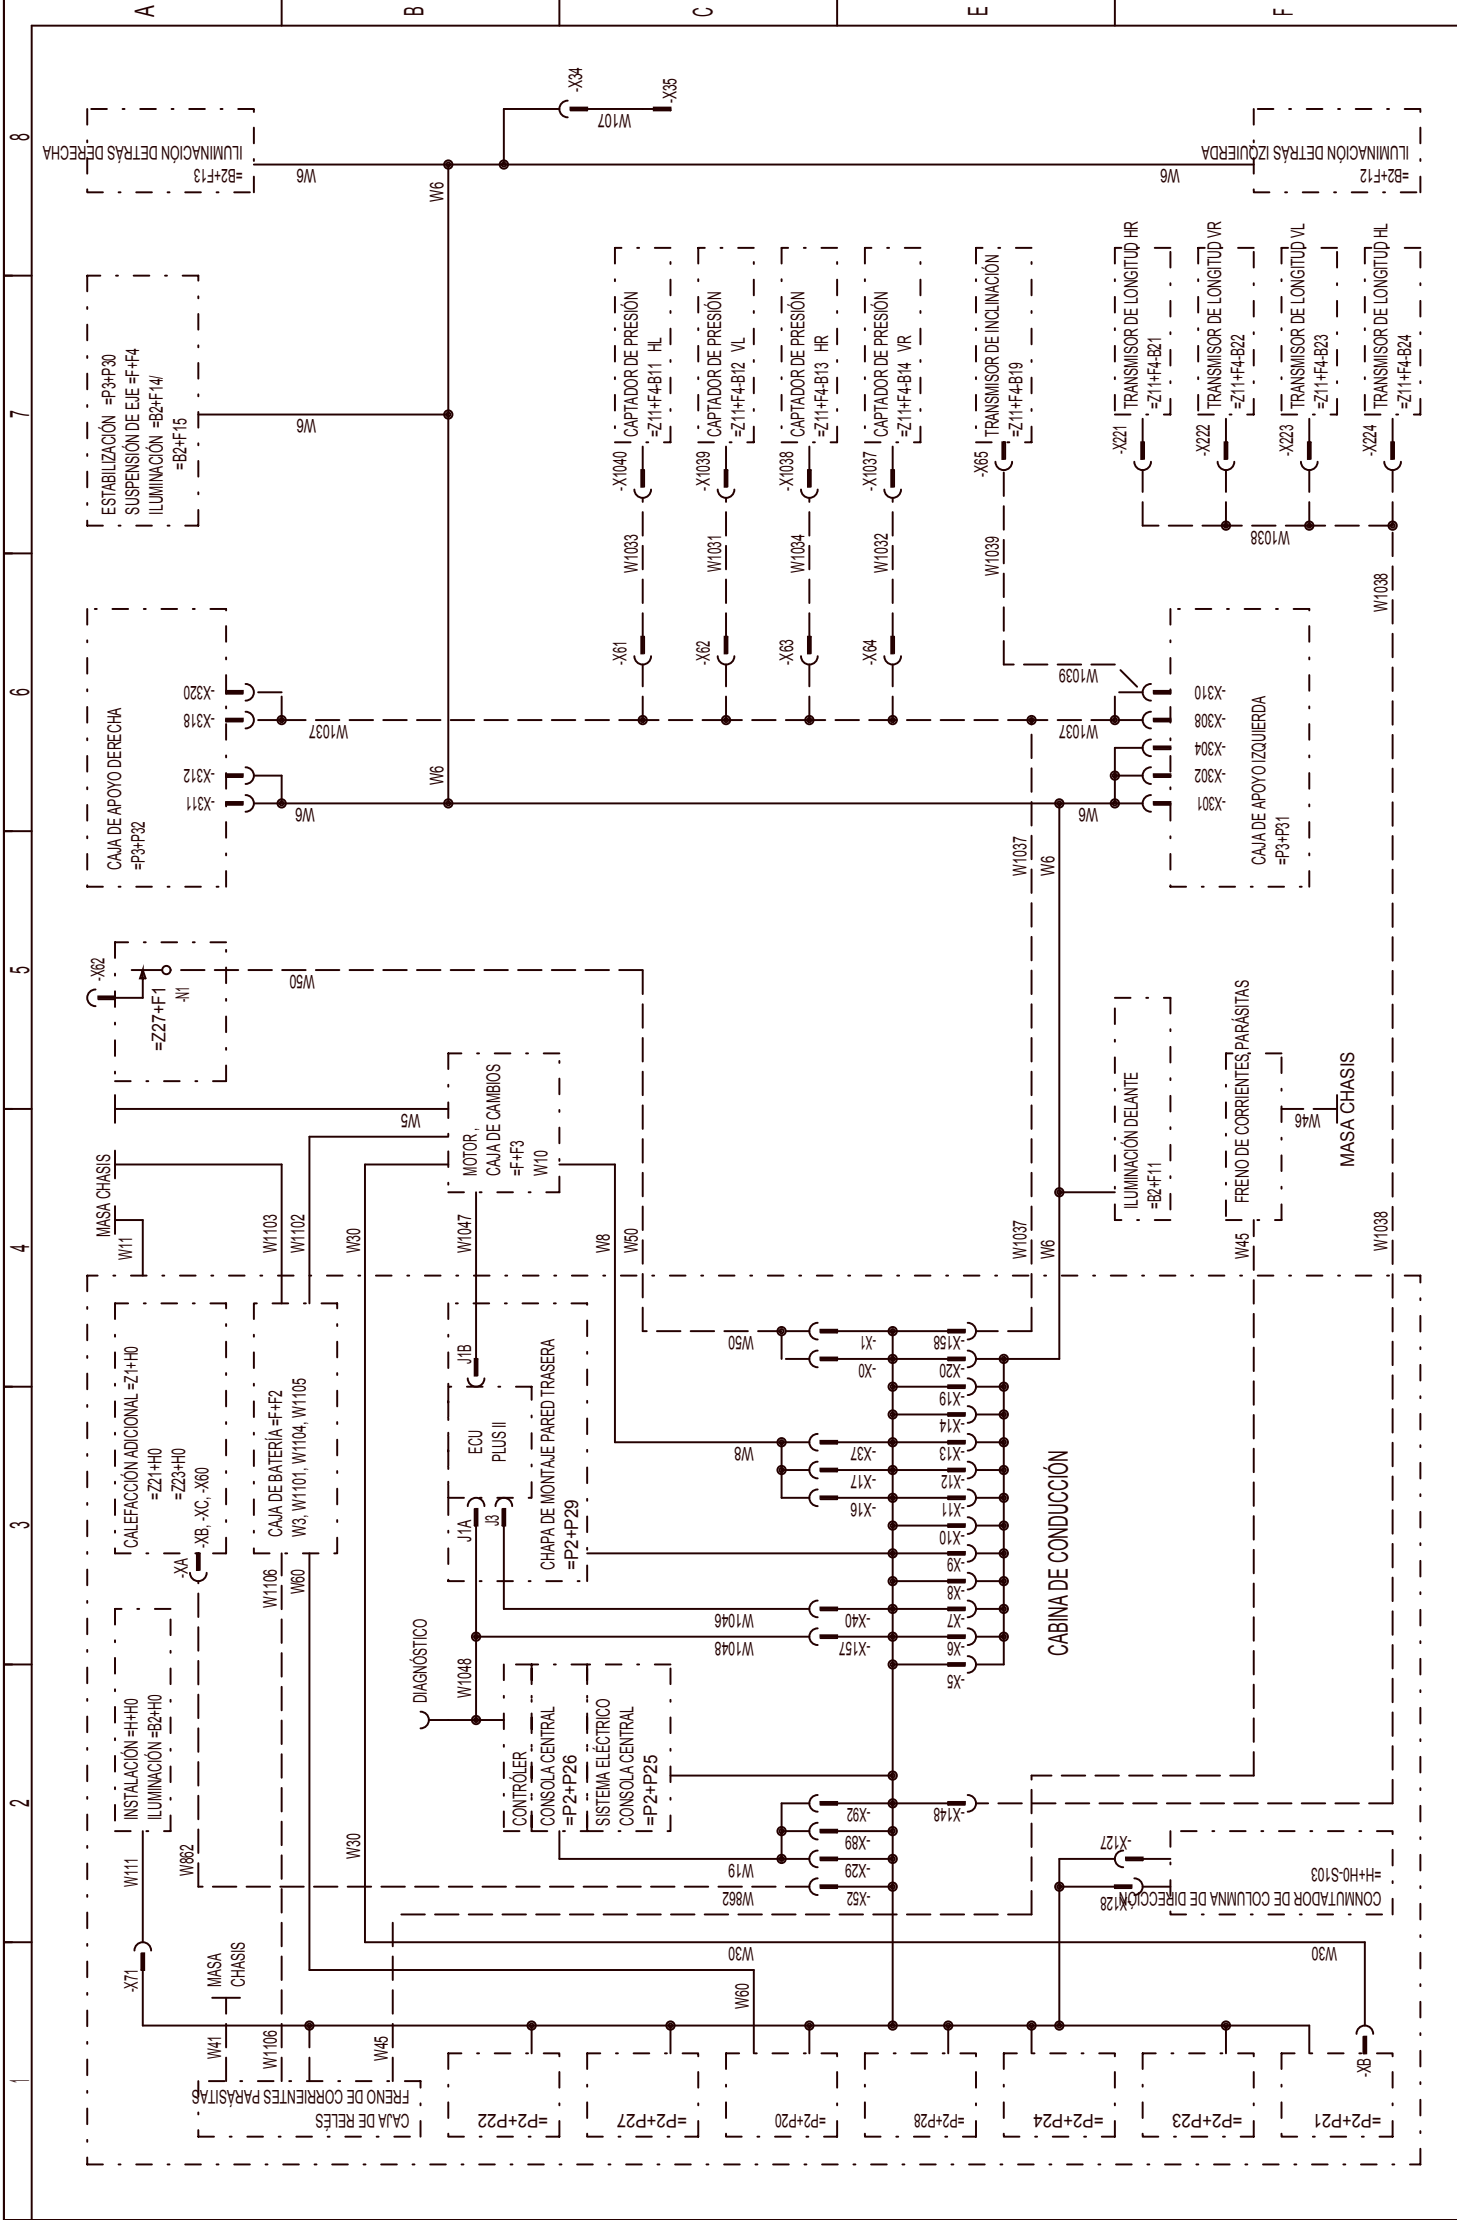 A
B
C
E
F
8
7
6
5
4
3
2
1
ILUMINACIÓN DETRÁS DERECHA
=B2+F13
W6
W6
-X34
W107
-X35
W6
ILUMINACIÓN DETRÁS IZQUIERDA
=B2+F12
ESTABILIZACIÓN =P3+P30
SUSPENSIÓN DE EJE =F+F4
ILUMINACIÓN =B2+F14/
=B2+F15
W6
CAPTADOR DE PRESIÓN
=Z11+F4-B11 HL
CAPTADOR DE PRESIÓN
=Z11+F4-B12 VL
CAPTADOR DE PRESIÓN
=Z11+F4-B13 HR
CAPTADOR DE PRESIÓN
=Z11+F4-B14 VR
TRANSMISOR DE INCLINACIÓN
=Z11+F4-B19
TRANSMISOR DE LONGITUD HR
=Z11+F4-B21
TRANSMISOR DE LONGITUD VR
=Z11+F4-B22
TRANSMISOR DE LONGITUD VL
=Z11+F4-B23
TRANSMISOR DE LONGITUD HL
=Z11+F4-B24
-X1040
-X1039
-X1038
-X1037
-X65
-X221
-X222
-X223
-X224
W1033
W1031
W1034
W1032
W1039
W1038
W1038
-X61
-X62
-X63
-X64
W1039
CAJA DE APOYO DERECHA
=P3+P32
-X320
-X318
-X312
-X311
W1037
W6
W6
W1037
W6
-X310
-X308
-X304
-X302
-X301
CAJA DE APOYO IZQUIERDA
=P3+P31
W1037
W6
-X62
=Z27+F1
-N1
W50
MOTOR,
CAJA DE CAMBIOS
=F+F3
W10
W5
ILUMINACIÓN DELANTE
=B2+F11
FRENO DE CORRIENTES PARÁSITAS
W46
MASA CHASIS
MASA CHASIS
W11
W1103
W1102
W30
W1047
W8
W50
W1037
W6
W45
W1038
CALEFACCIÓN ADICIONAL =Z1+H0
=Z21+H0
=Z23+H0
-XB, -XC, -X60
-XA
CAJA DE BATERÍA =F+F2
W3, W1101, W1104, W1105
W1106
W60
J1B
ECU
PLUS II
J1A
J3
CHAPA DE MONTAJE PARED TRASERA
=P2+P29
W50
W8
W1046
W1048
-X1
-X0
-X37
-X17
-X16
-X40
-X157
-X158
-X20
-X19
-X14
-X13
-X12
-X11
-X10
-X9
-X8
-X7
-X6
-X5
CABINA DE CONDUCCIÓN
INSTALACIÓN =H+H0
ILUMINACIÓN =B2+H0
W111
W862
W30
DIAGNÓSTICO
W1048
CONTRÓLER
CONSOLA CENTRAL
=P2+P26
SISTEMA ELÉCTRICO
CONSOLA CENTRAL
=P2+P25
W19
W862
-X92
-X89
-X29
-X52
-X148
-X127
-X128
=H+H0-S103
CONMUTADOR DE COLUMNA DE DIRECCIÓN
-X71
MASA
CHASIS
W41
W1106
W45
W30
W60
W30
FRENO DE CORRIENTES PARÁSITAS
CAJA DE RELÉS
=P2+P22
=P2+P27
=P2+P20
=P2+P28
=P2+P24
=P2+P23
=P2+P21
-XB